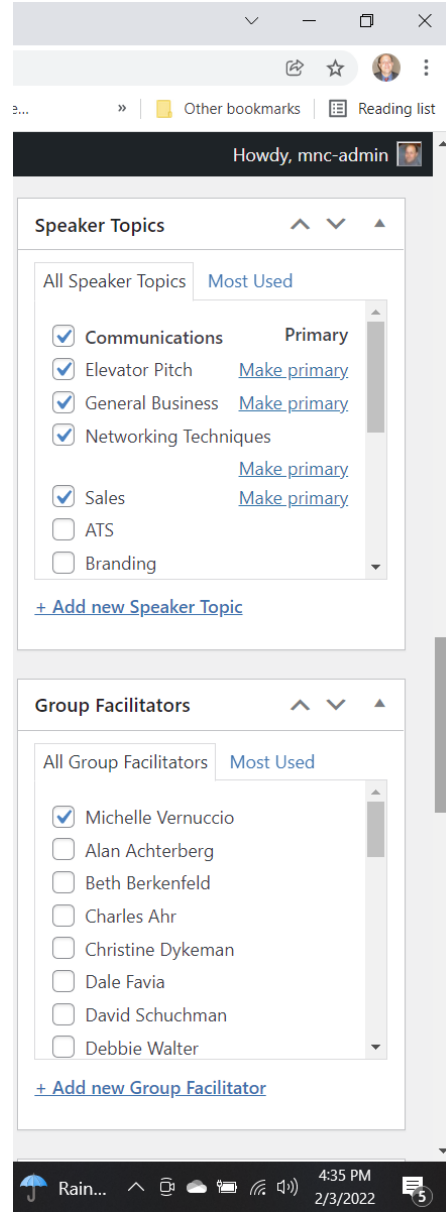 e...
»
Other bookmarks
Reading list
Howdy, mnc-admin
Speaker Topics
All Speaker Topics
Most Used
Communications Primary
Elevator Pitch Make primary
General Business Make primary
Networking Techniques
Make primary
Sales Make primary
ATS
Branding
+ Add new Speaker Topic
Group Facilitators
All Group Facilitators
Most Used
Michelle Vernuccio
Alan Achterberg
Beth Berkenfeld
Charles Ahr
Christine Dykeman
Dale Favia
David Schuchman
Debbie Walter
+ Add new Group Facilitator
Rain...
4:35 PM
2/3/2022
5